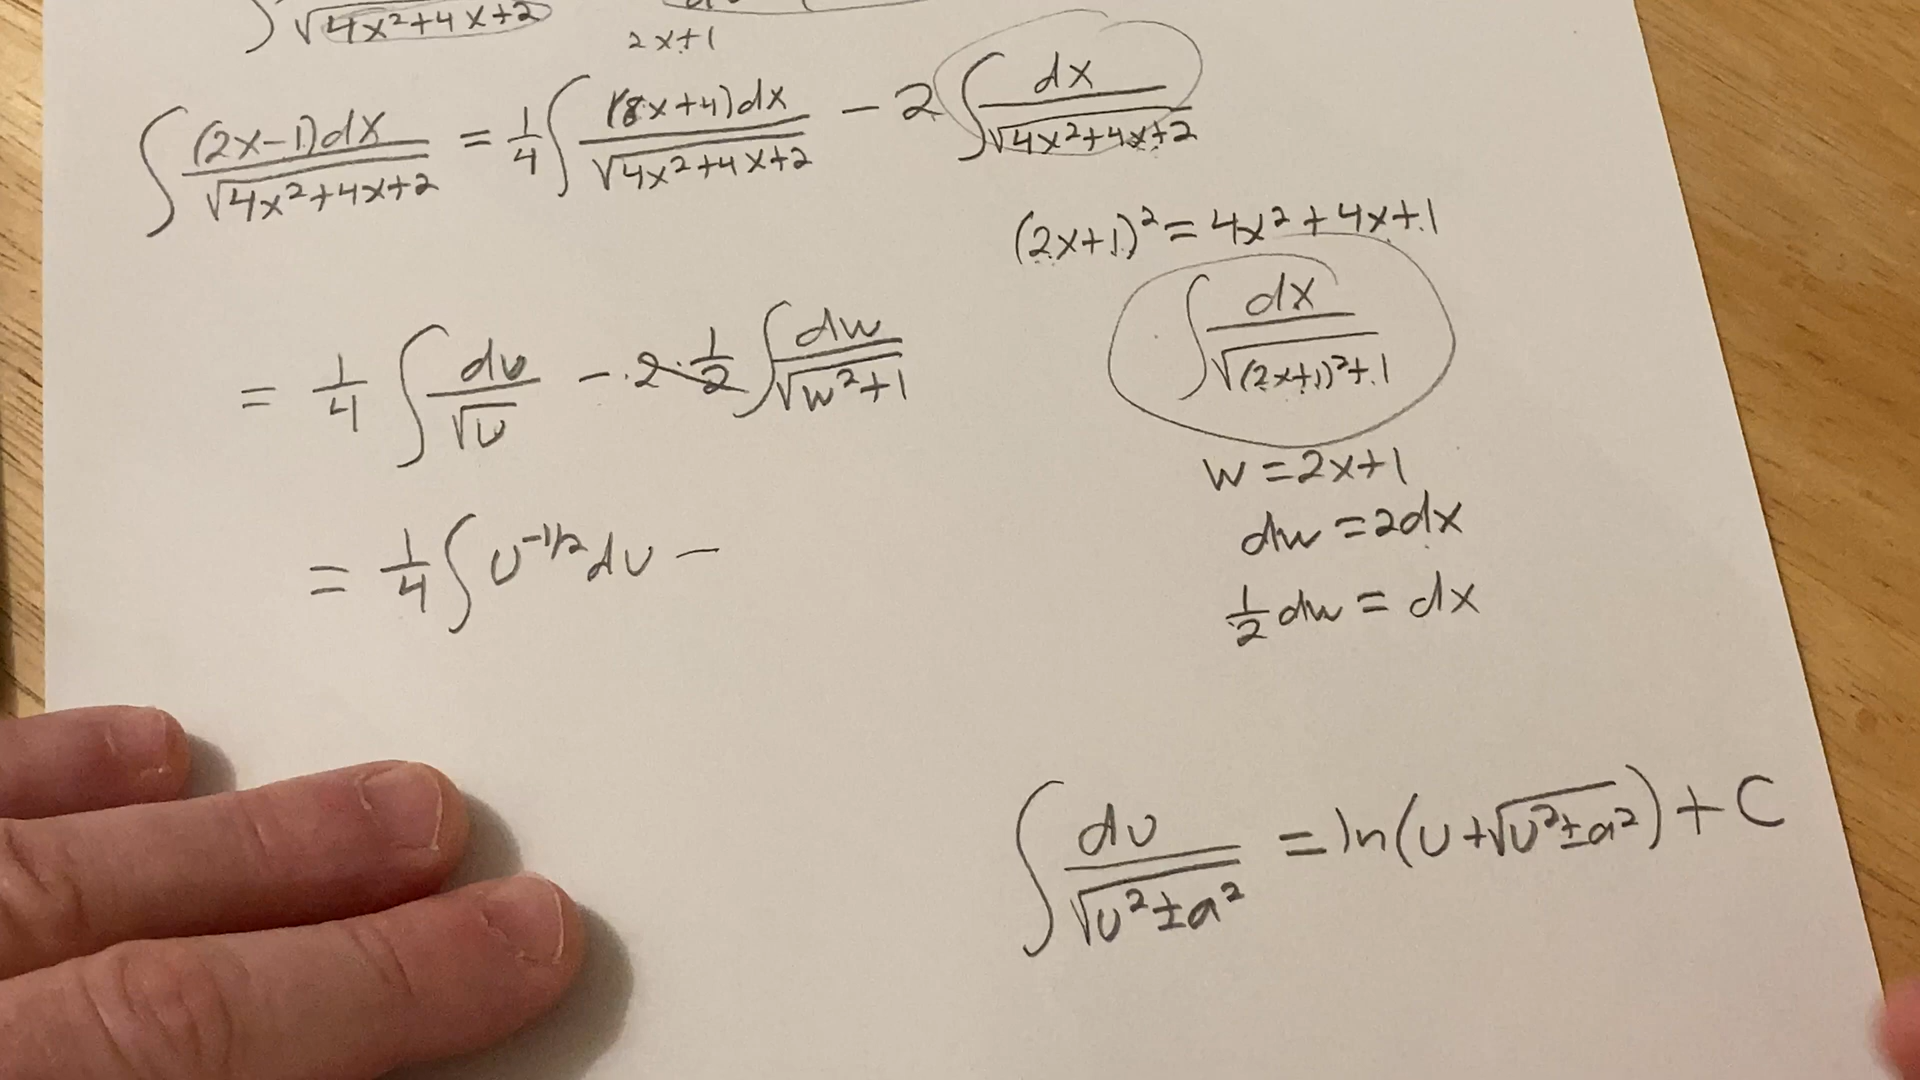 ∫ √4x²+4x+2
2x+1
∫ (2x-1)dx / √4x²+4x+2 = 1/4 ∫ (8x+4)dx / √4x²+4x+2 - 2 ∫ dx / √4x²+4x+2
(2x+1)² = 4x²+4x+1
∫ dx / √(2x+1)²+1
= 1/4 ∫ du / √u - 2·1/2 ∫ dw / √w²+1
w = 2x+1
dw = 2dx
= 1/4 ∫ u^-1/2 du -
1/2 dw = dx
∫ du / √u²±a² = ln(u+√u²±a²) + C